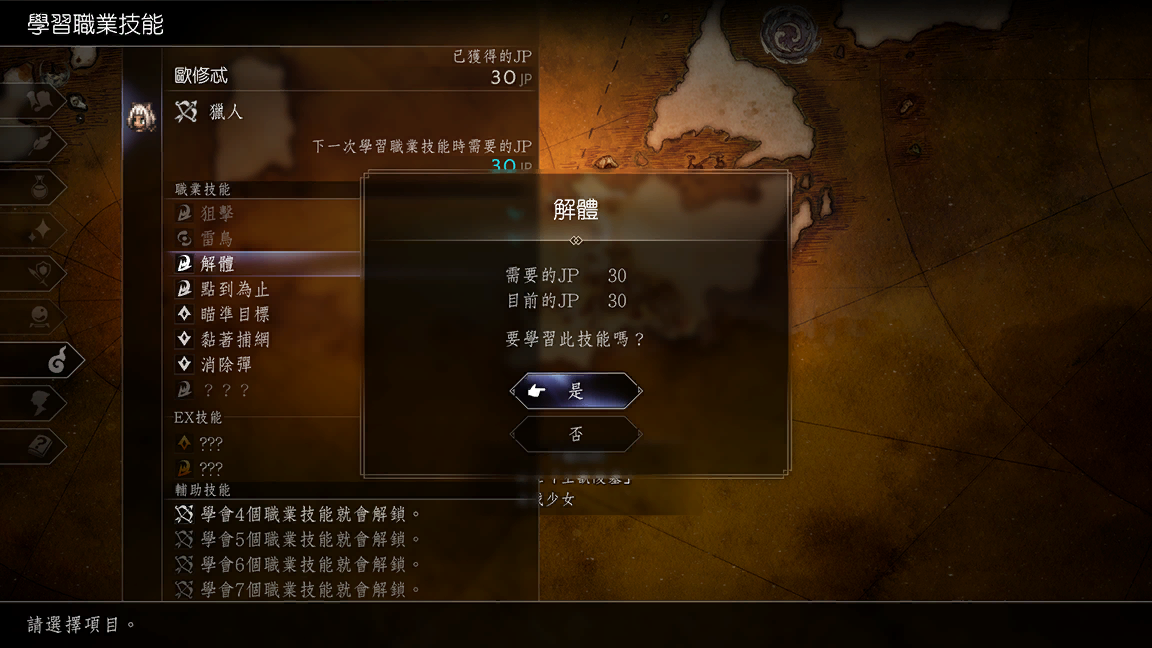 學習職業技能
已獲得的JP
歐修忒
30 JP
獵人
下一次學習職業技能時需要的JP
30 JP
職業技能
狙擊
雷鳥
解體
點到為止
瞄準目標
黏著捕網
消除彈
???
EX技能
???
???
輔助技能
學會4個職業技能就會解鎖。
學會5個職業技能就會解鎖。
學會6個職業技能就會解鎖。
學會7個職業技能就會解鎖。
解體
需要的JP 30
目前的JP 30
要學習此技能嗎?
是
否
少女
請選擇項目。